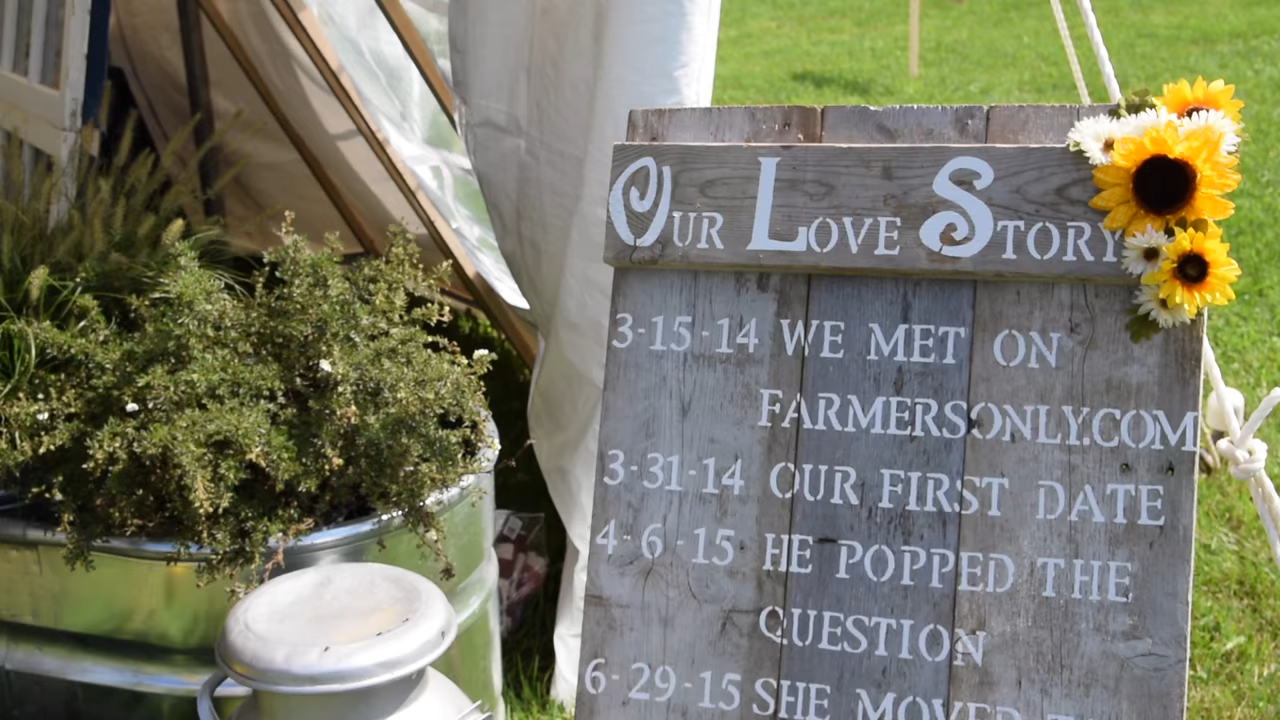 OUR LOVE STORY
3-15-14 WE MET ON
FARMERSONLY.COM
3-31-14 OUR FIRST DATE
4-6-15 HE POPPED THE
QUESTION
6-29-15 SHE MOVED